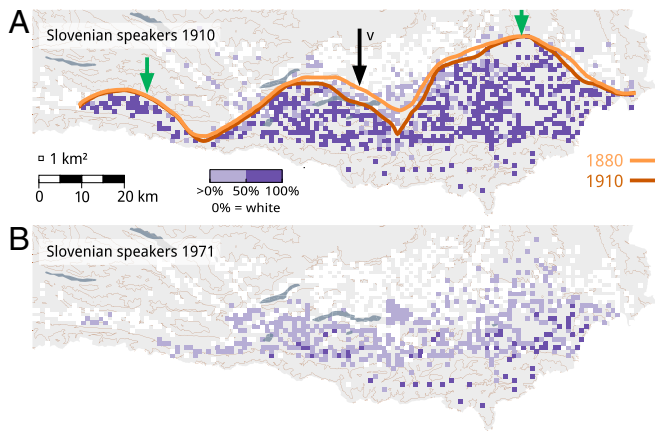 A
Slovenian speakers 1910
v
1 km²
0 10 20 km
>0% 50% 100%
0% = white
1880
1910
B
Slovenian speakers 1971